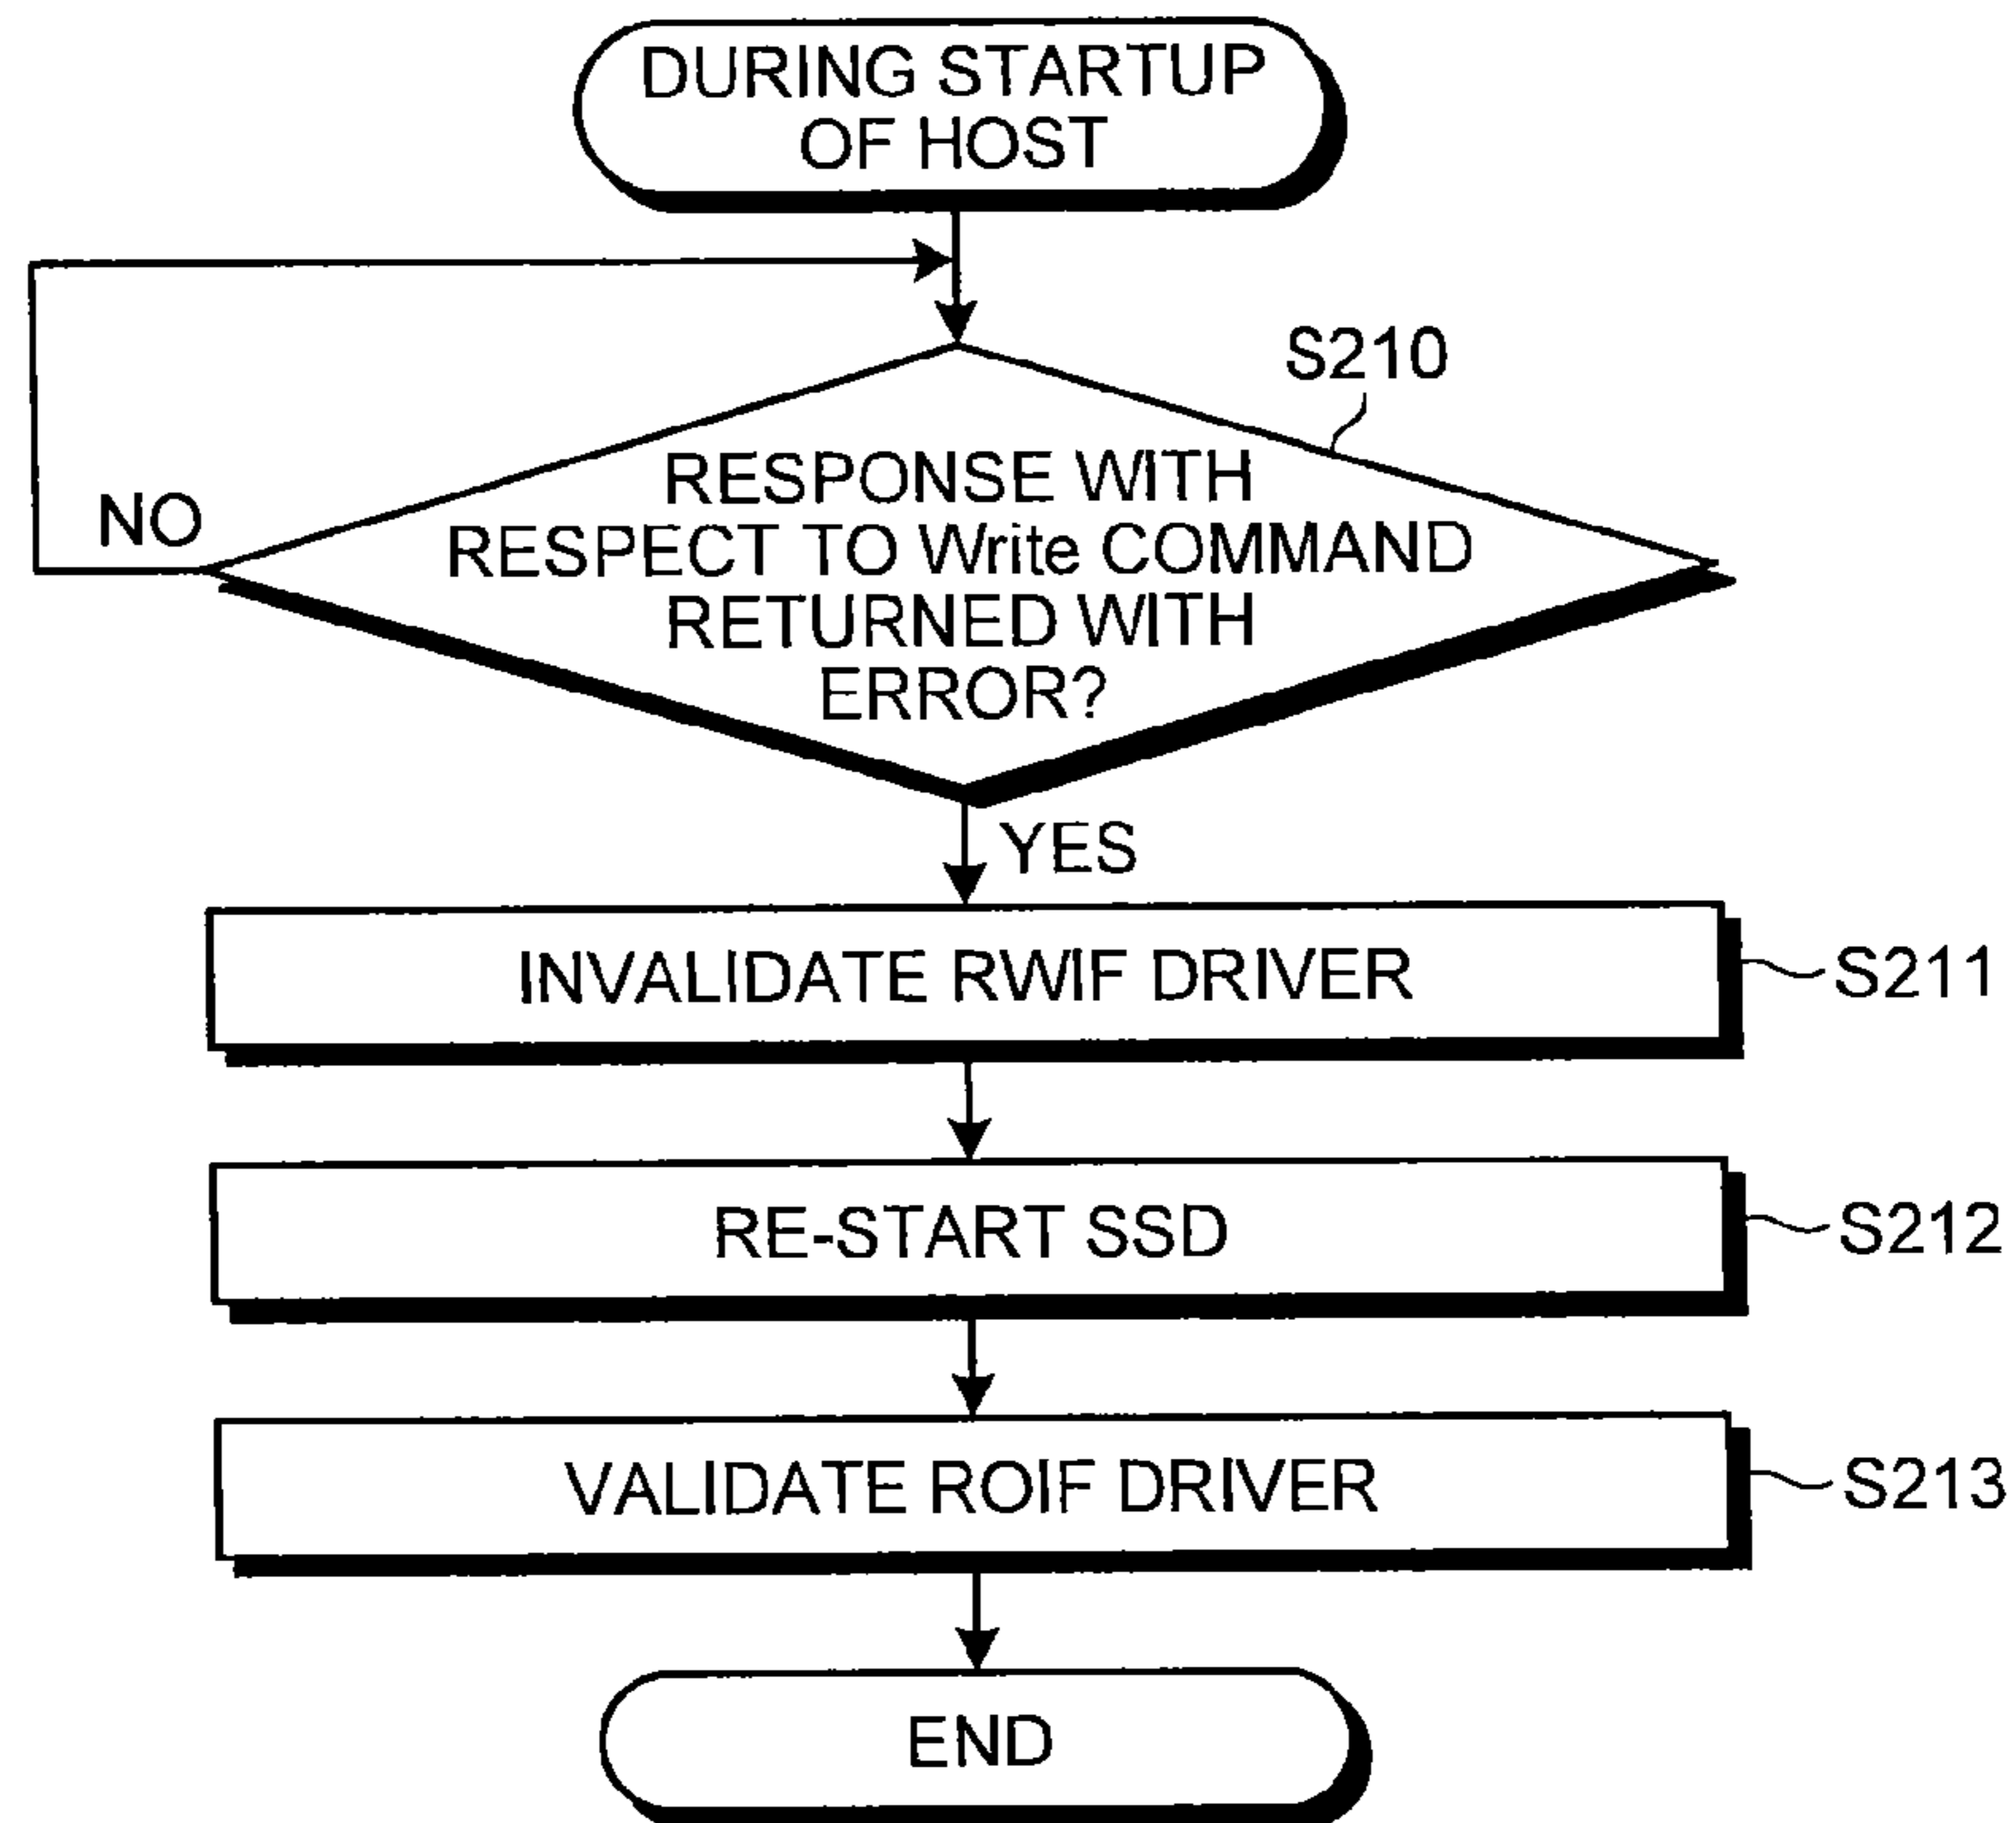 DURING STARTUP
OF HOST
S210
RESPONSE WITH
RESPECT TO Write COMMAND
RETURNED WITH
ERROR?
NO
YES
INVALIDATE RWIF DRIVER
S211
RE-START SSD
S212
VALIDATE ROIF DRIVER
S213
END